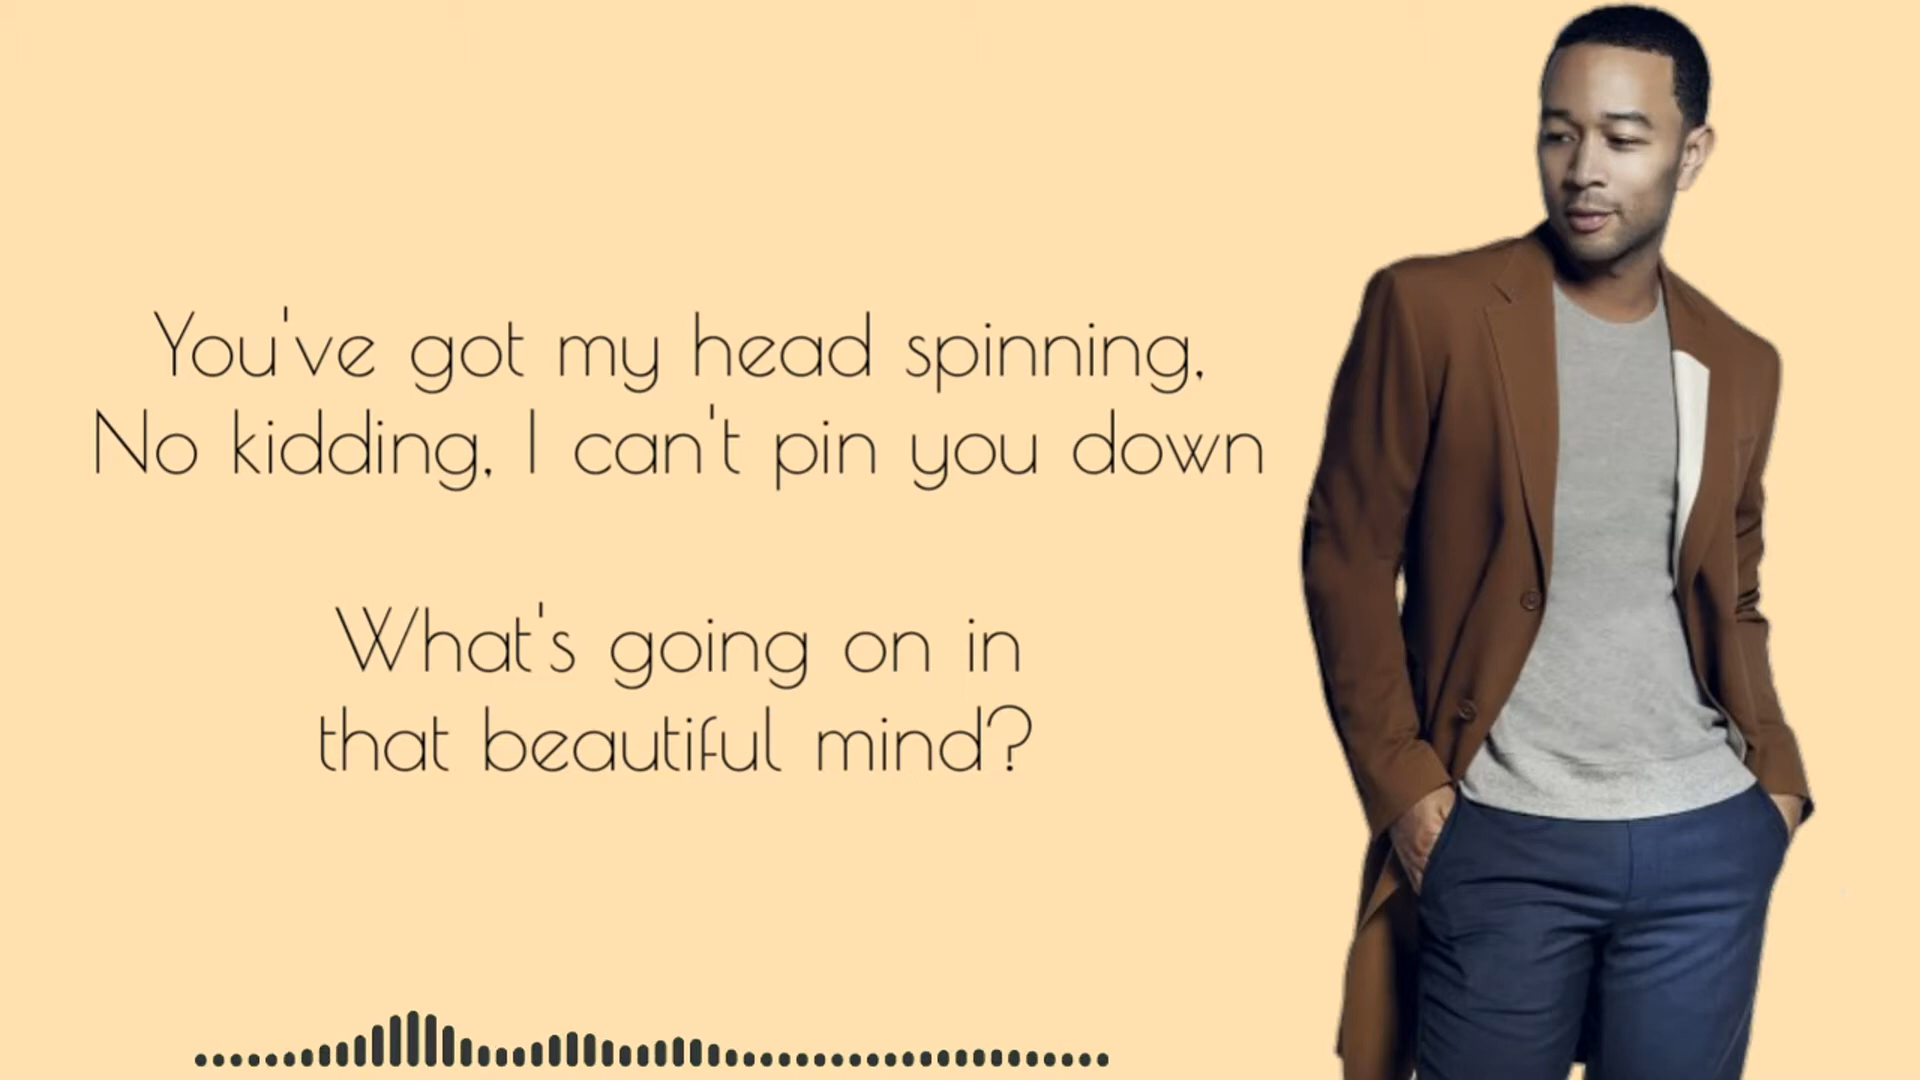 You've got my head spinning,
No kidding, I can't pin you down
What's going on in
that beautiful mind?